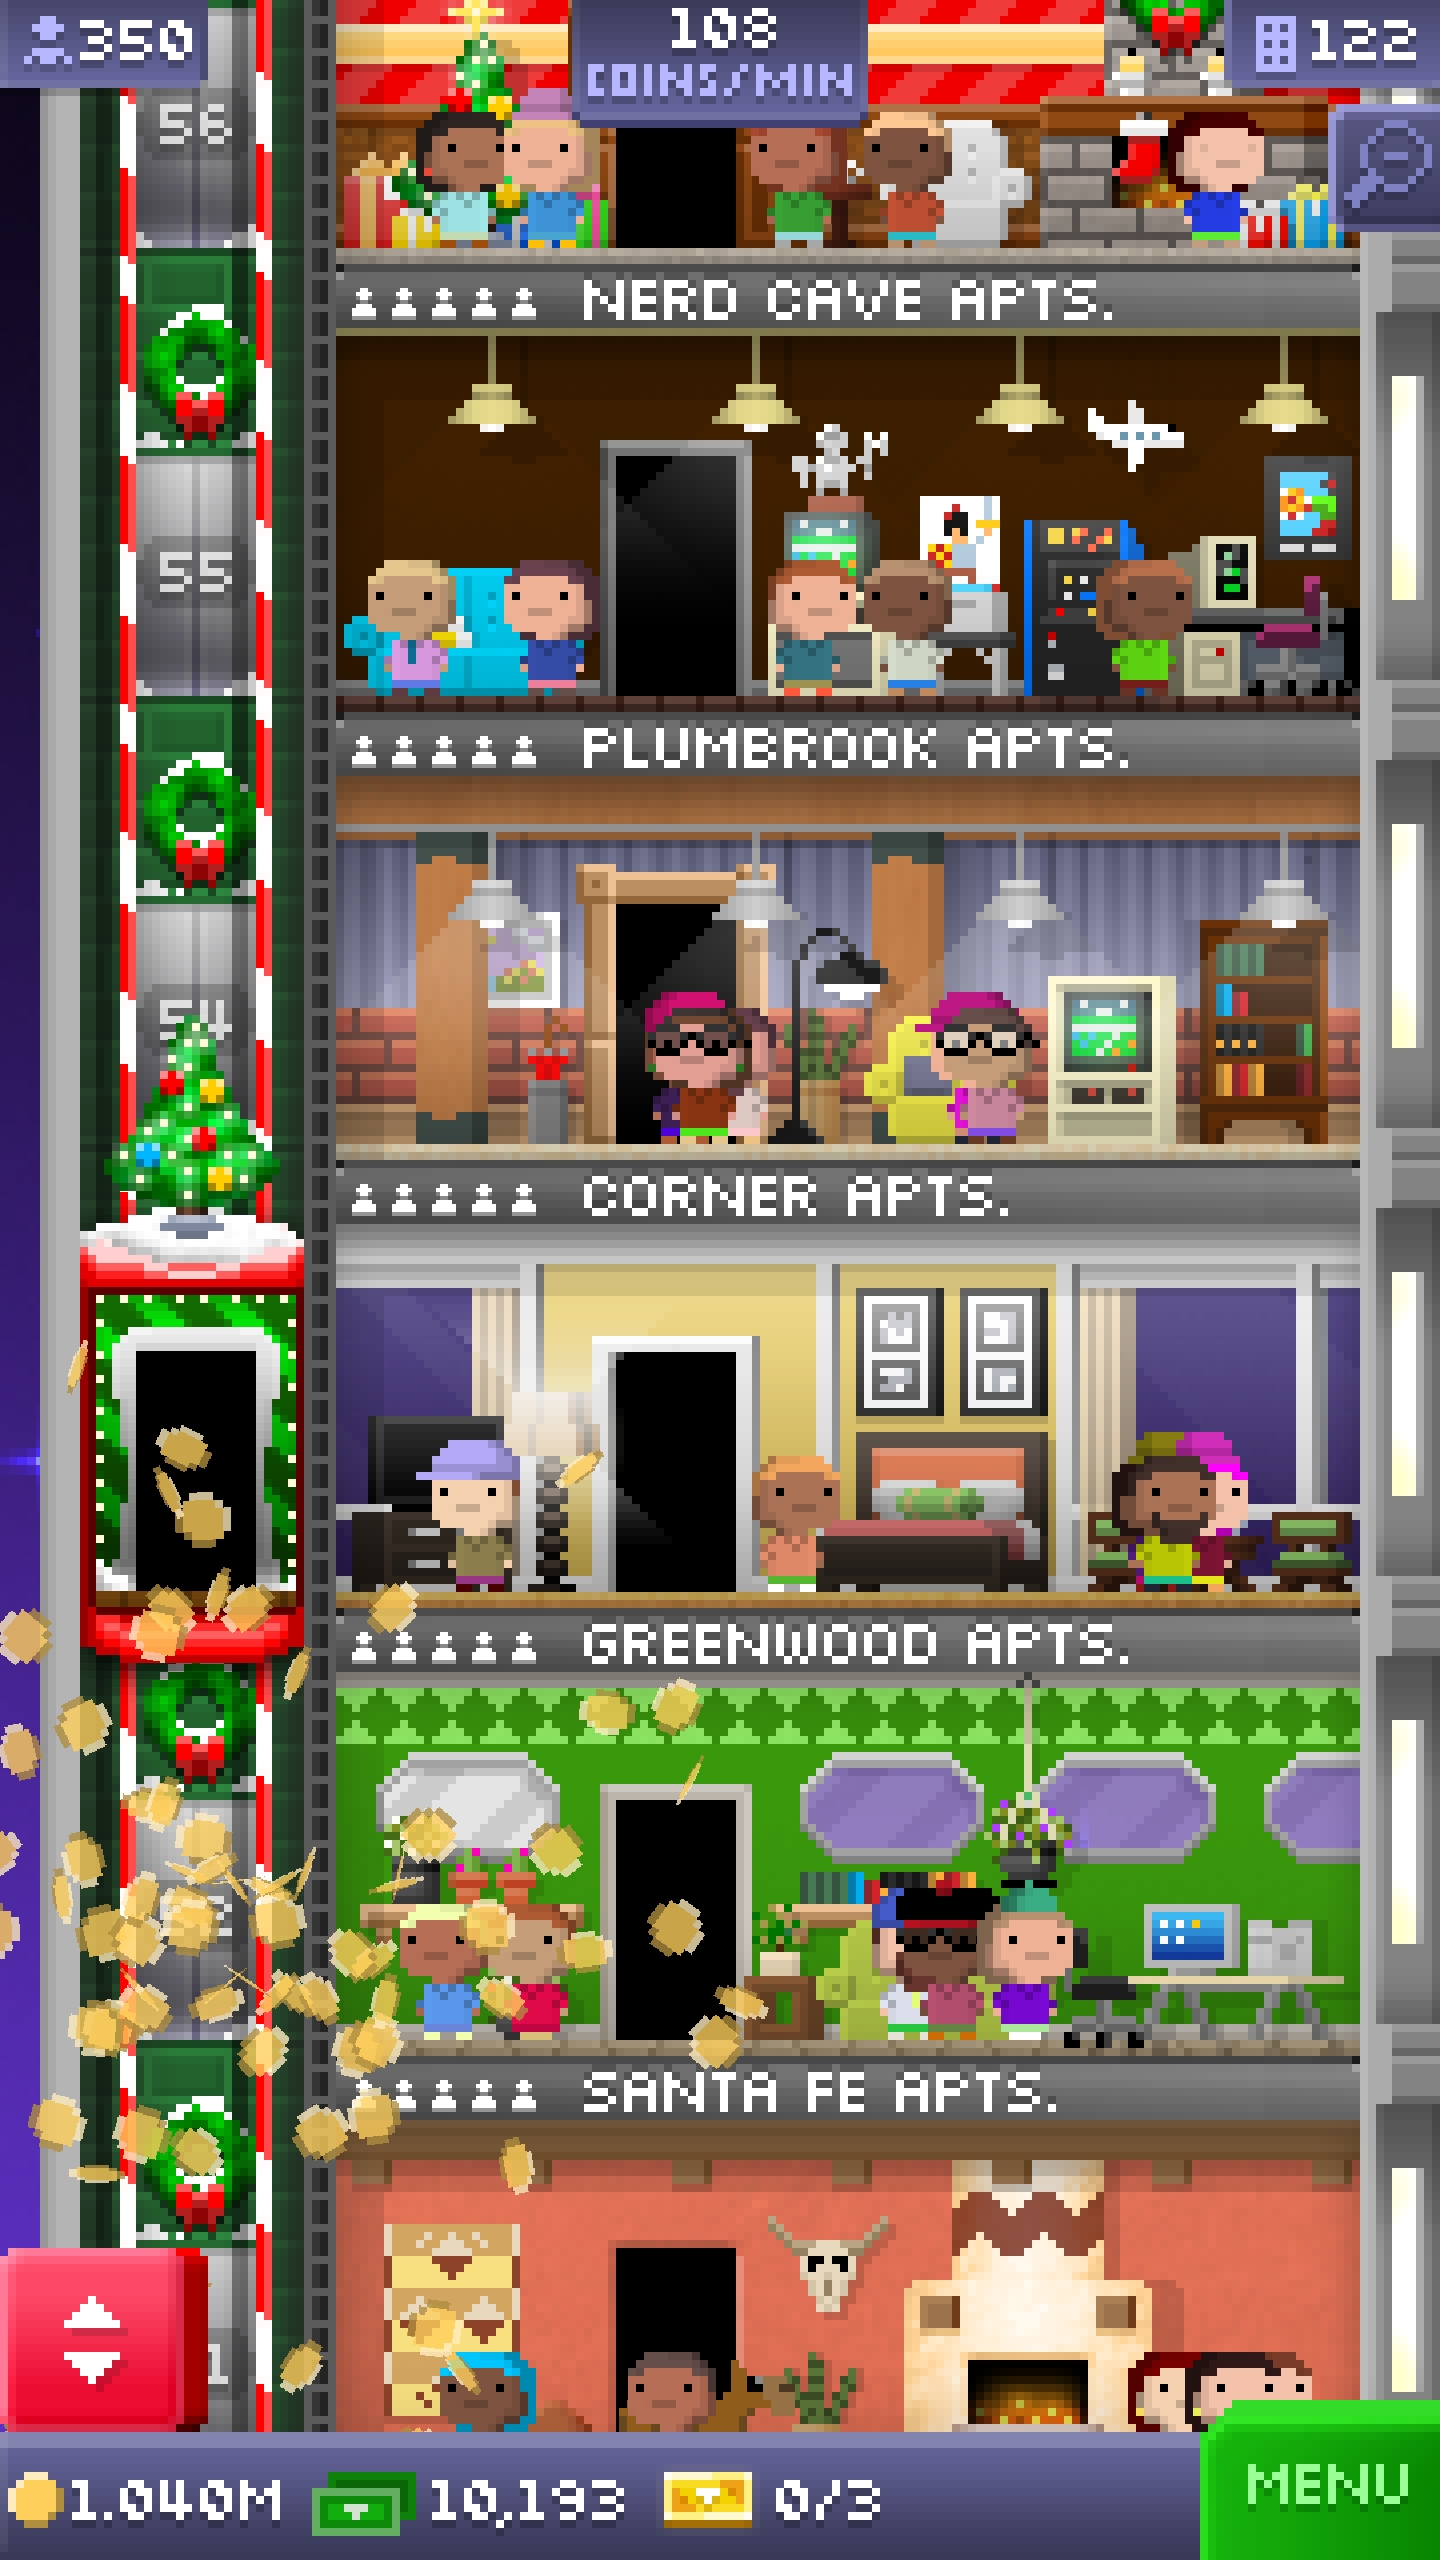 350
108
COINS/MIN
122
56
NERD CAVE APTS.
55
PLUMBROOK APTS.
54
CORNER APTS.
GREENWOOD APTS.
SANTA FE APTS.
1.040M
10,193
0/3
MENU